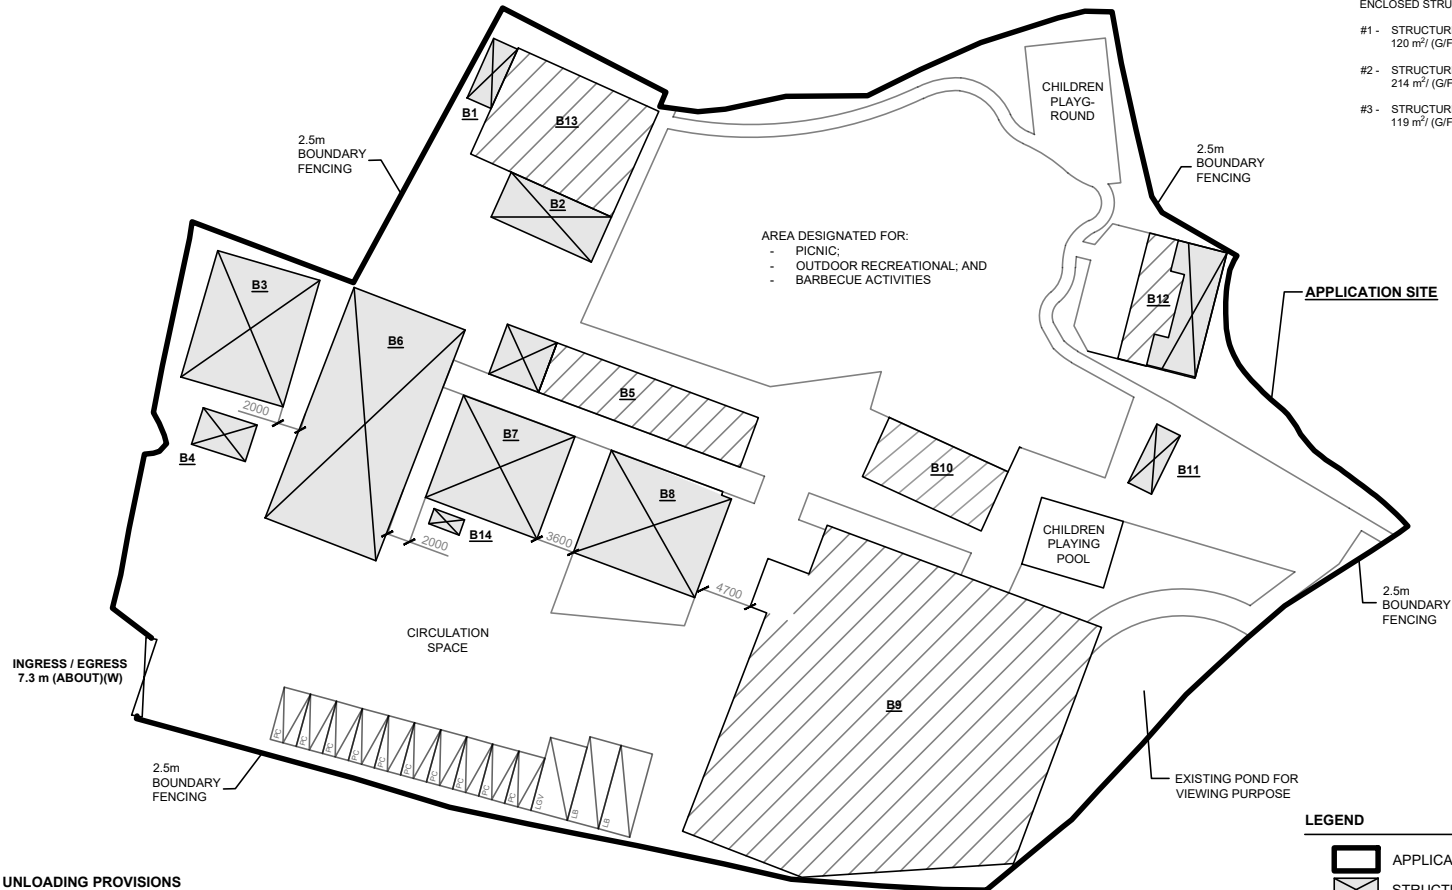 ENCLOSED STRU
#1 - STRUCTUR
120 m²/ (G/F
#2 - STRUCTUR
214 m²/ (G/F
#3 - STRUCTUR
119 m²/ (G/F
CHILDREN
PLAYG-
ROUND
B1
B13
2.5m
BOUNDARY
FENCING
2.5m
BOUNDARY
FENCING
B2
AREA DESIGNATED FOR:
- PICNIC;
- OUTDOOR RECREATIONAL; AND
- BARBECUE ACTIVITIES
B3
B12
APPLICATION SITE
B6
B5
2000
B7
B4
B10
B11
B8
B14
2000
3600
CHILDREN
PLAYING
POOL
4700
2.5m
BOUNDARY
FENCING
CIRCULATION
SPACE
INGRESS / EGRESS
7.3 m (ABOUT)(W)
B9
PC
PC
PC
PC
PC
PC
PC
PC
PC
PC
LGV
LB
LB
2.5m
BOUNDARY
FENCING
EXISTING POND FOR
VIEWING PURPOSE
LEGEND
APPLICA
STRUCT
UNLOADING PROVISIONS